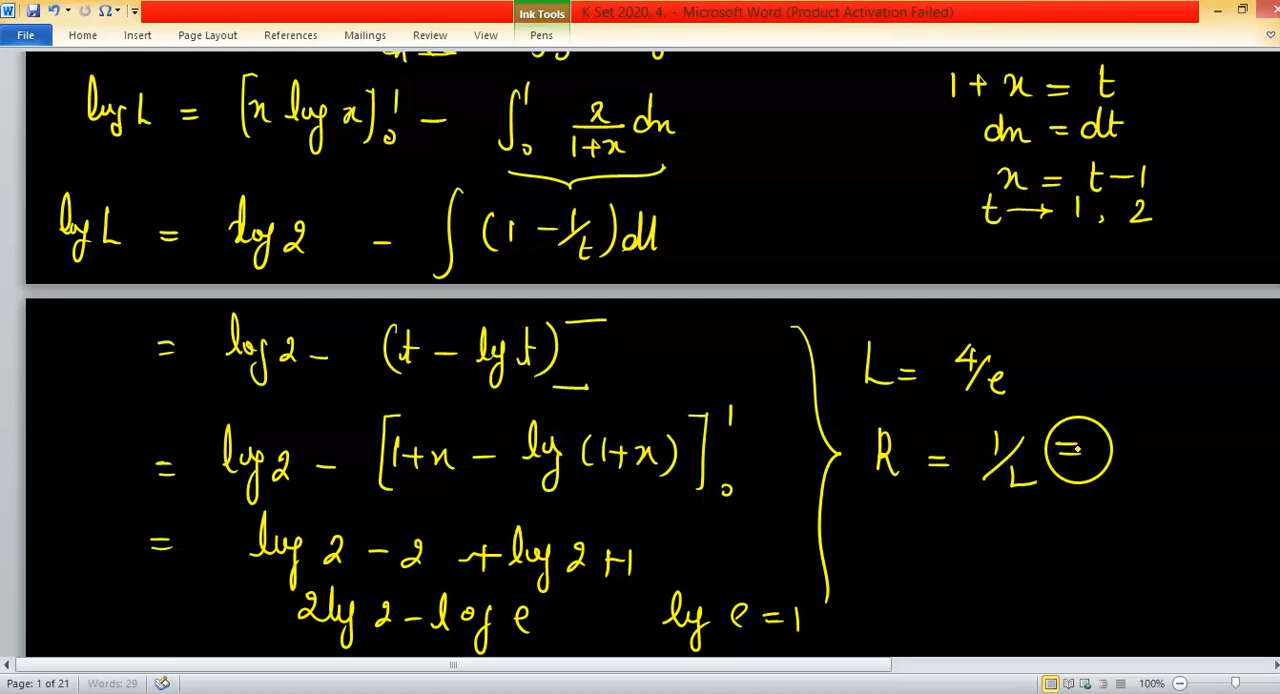 Ink Tools
K Set 2020, 4. - Microsoft Word (Product Activation Failed)
File Home Insert Page Layout References Mailings Review View Pens
log L = [x log x]₀¹ - ∫₀¹ x/(1+x) dx
1 + x = t
dx = dt
x = t - 1
t → 1, 2
log L = log 2 - ∫ (1 - 1/t) dt
= log 2 - (t - log t)
= log 2 - [1+x - log (1+x)]₀¹
= log 2 - 2 + log 2 + 1
2 log 2 - log e log e = 1
L = 4/e
R = 1/L =
Page: 1 of 21 Words: 29 100%